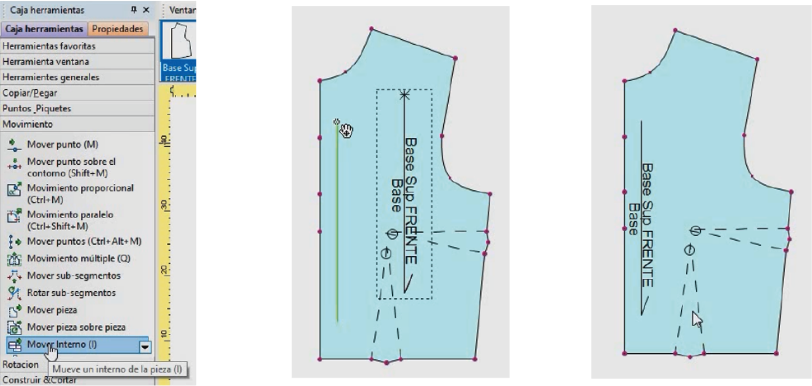 Caja herramientas
Ventan
Caja herramientas Propiedades
Herramientas favoritas
Herramienta ventana
Herramientes generales
Copiar/Pegar
Puntos_Piquetes
Movimiento
Mover punto (M)
Mover punto sobre el
contorno (Shift+M)
Movimiento proporcional
(Ctrl+M)
Movimiento paralelo
(Ctrl+Shift+M)
Mover puntos (Ctrl+Alt+M)
Movimiento múltiple (Q)
Mover sub-segmentos
Rotar sub-segmentos
Mover pieza
Mover pieza sobre pieza
Mover Interno (I)
Rotacion
Mueve un interno de la pieza (I)
Construir & Cortar
Base Sup
FRENTE
30
20
10
Base Sup FRENTE
Base
Base Sup FRENTE
Base